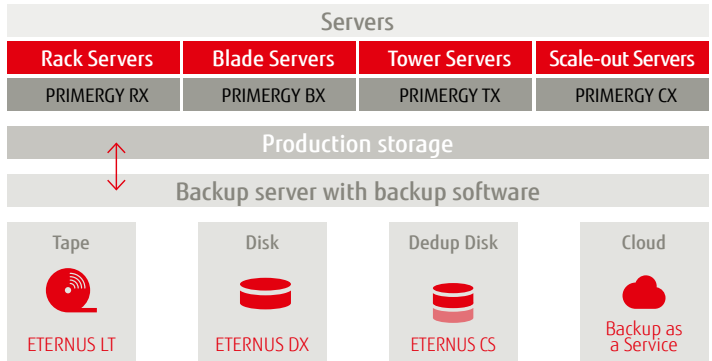 Servers
Rack Servers Blade Servers Tower Servers Scale-out Servers
PRIMERGY RX PRIMERGY BX PRIMERGY TX PRIMERGY CX
Production storage
Backup server with backup software
Tape Disk Dedup Disk Cloud
ETERNUS LT ETERNUS DX ETERNUS CS Backup as
a Service